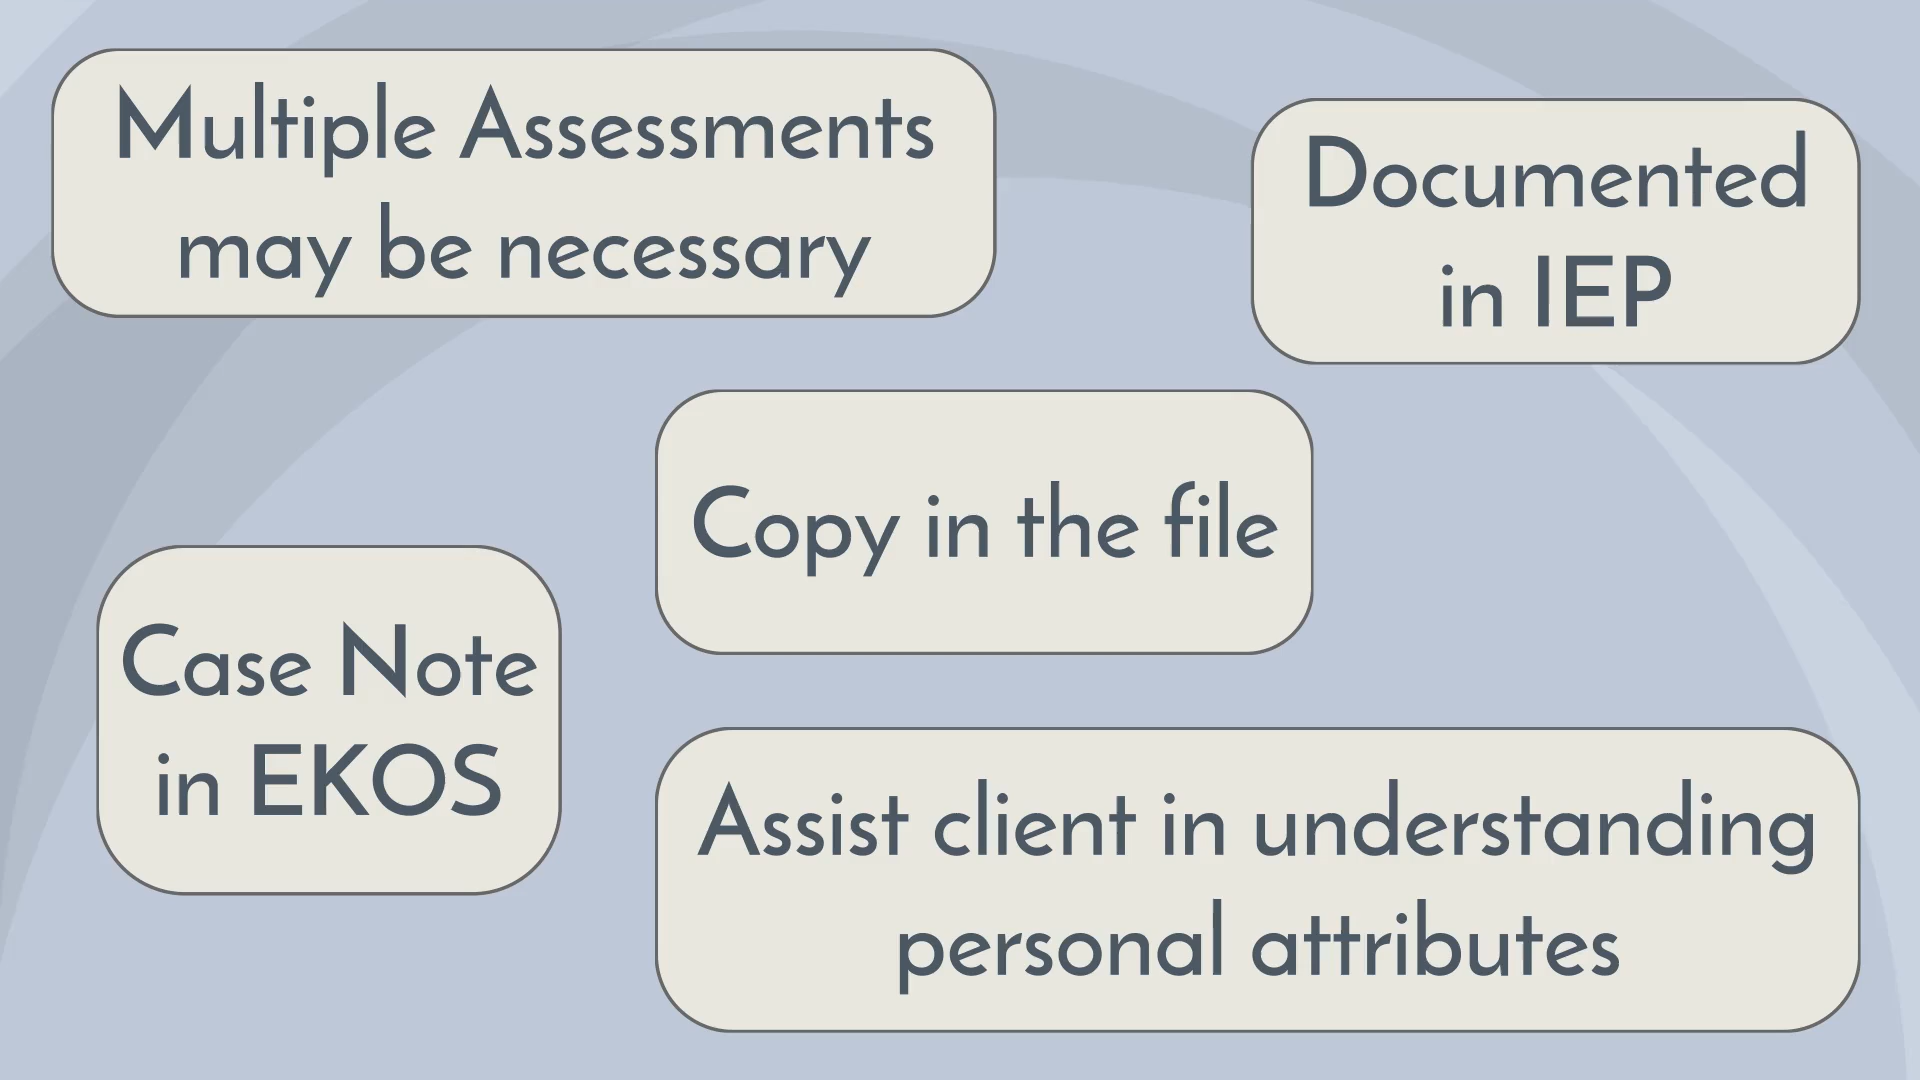 Multiple Assessments
may be necessary
Documented
in IEP
Copy in the file
Case Note
in EKOS
Assist client in understanding
personal attributes